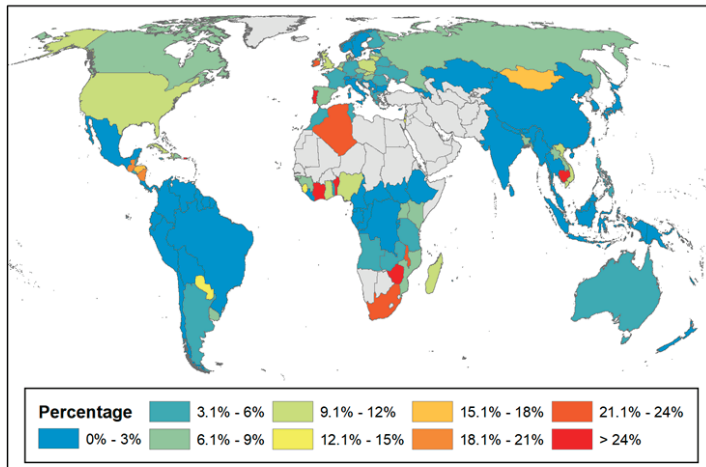 Percentage
0% - 3%
3.1% - 6%
6.1% - 9%
9.1% - 12%
12.1% - 15%
15.1% - 18%
18.1% - 21%
21.1% - 24%
> 24%